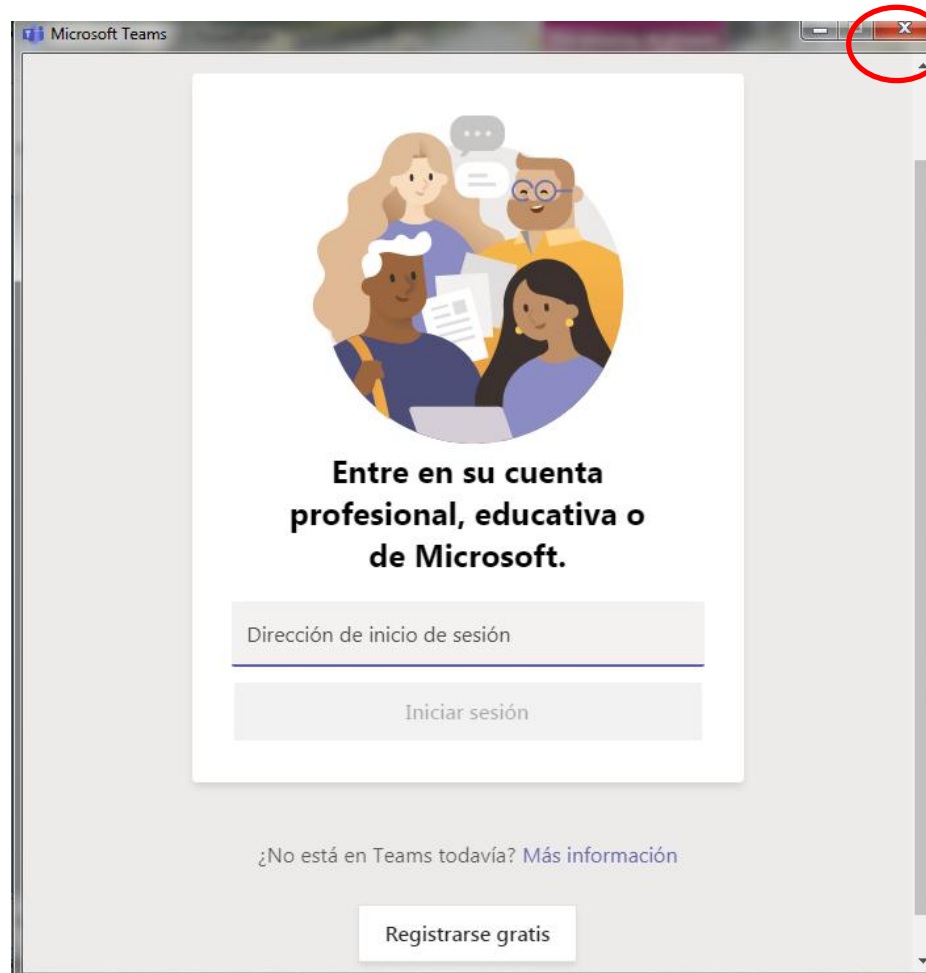 Microsoft Teams
Entre en su cuenta
profesional, educativa o
de Microsoft.
Dirección de inicio de sesión
Iniciar sesión
¿No está en Teams todavía? Más información
Registrarse gratis